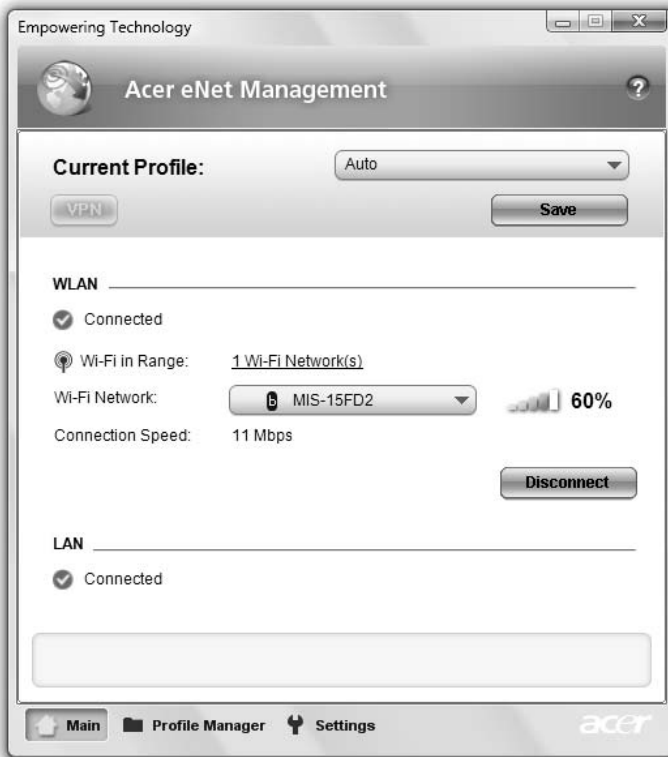 Empowering Technology
Acer eNet Management
?
Current Profile:
Auto
VPN
Save
WLAN
Connected
Wi-Fi in Range: 1 Wi-Fi Network(s)
Wi-Fi Network: b MIS-15FD2 60%
Connection Speed: 11 Mbps
Disconnect
LAN
Connected
Main Profile Manager Settings
acer